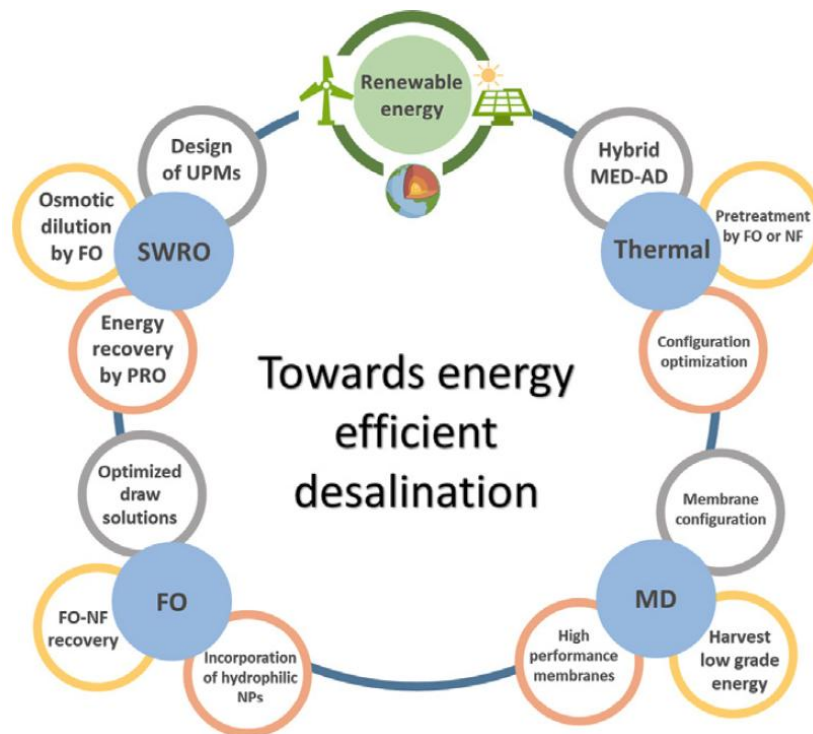 Renewable
energy
Design
of UPMs
Osmotic
dilution
by FO
SWRO
Energy
recovery
by PRO
Hybrid
MED-AD
Pretreatment
by FO or NF
Thermal
Configuration
optimization
Towards energy
efficient
desalination
Optimized
draw
solutions
FO
FO-NF
recovery
Incorporation
of hydrophilic
NPs
Membrane
configuration
MD
High
performance
membranes
Harvest
low grade
energy